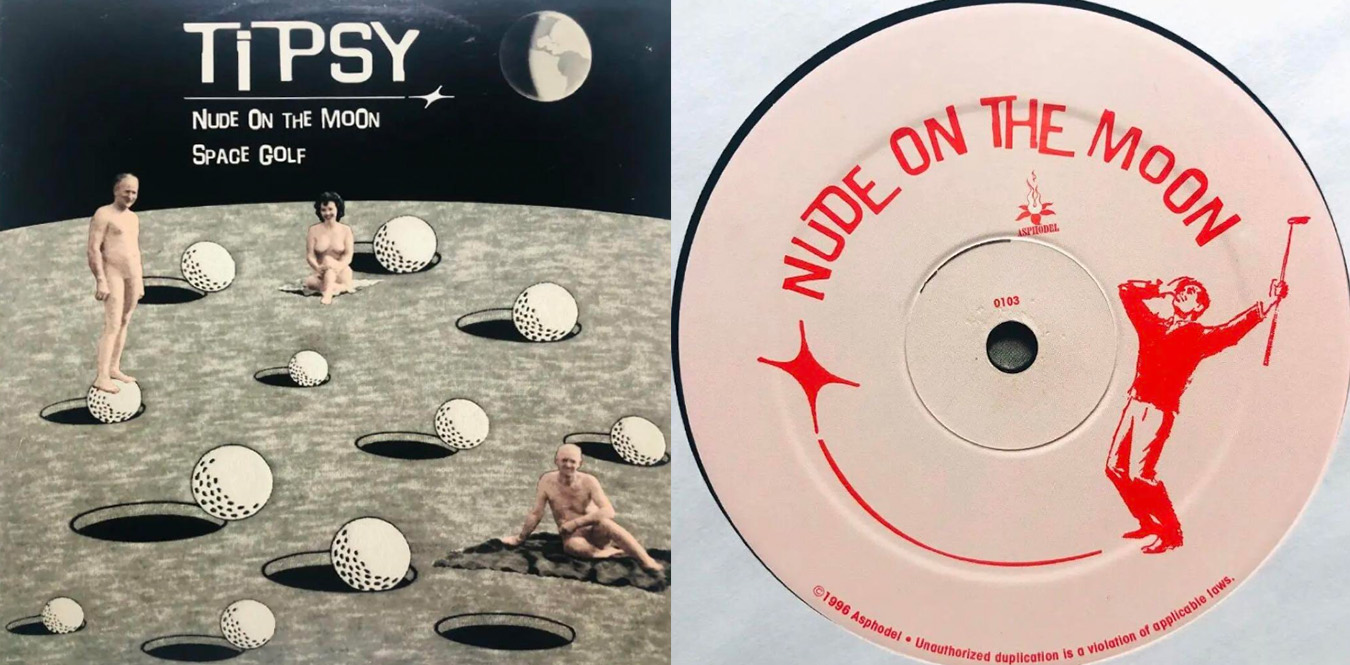 TiPSY
NUDE ON THE MOON
SPACE GOLF
NUDE ON THE MOON
ASPHODEL
0103
©1996 Asphodel • Unauthorized duplication is a violation of applicable laws.